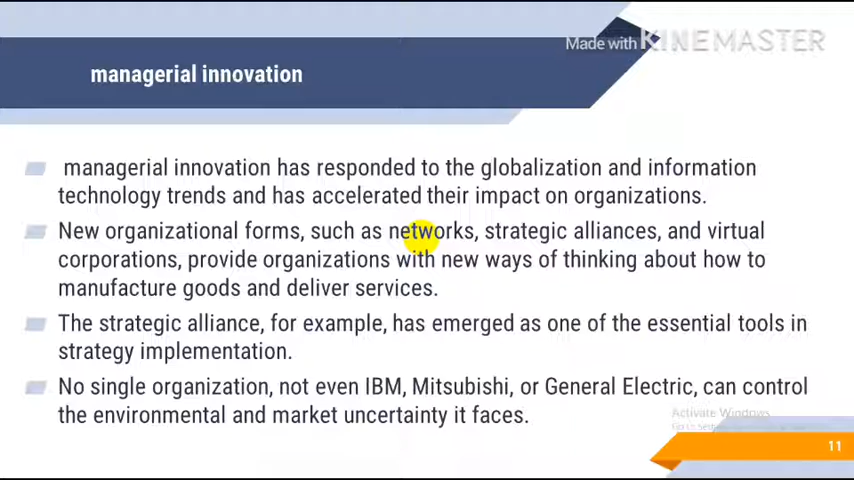 Made with KINEMASTER
managerial innovation
managerial innovation has responded to the globalization and information
technology trends and has accelerated their impact on organizations.
New organizational forms, such as networks, strategic alliances, and virtual
corporations, provide organizations with new ways of thinking about how to
manufacture goods and deliver services.
The strategic alliance, for example, has emerged as one of the essential tools in
strategy implementation.
No single organization, not even IBM, Mitsubishi, or General Electric, can control
the environmental and market uncertainty it faces.
Activate Windows
Go to
11